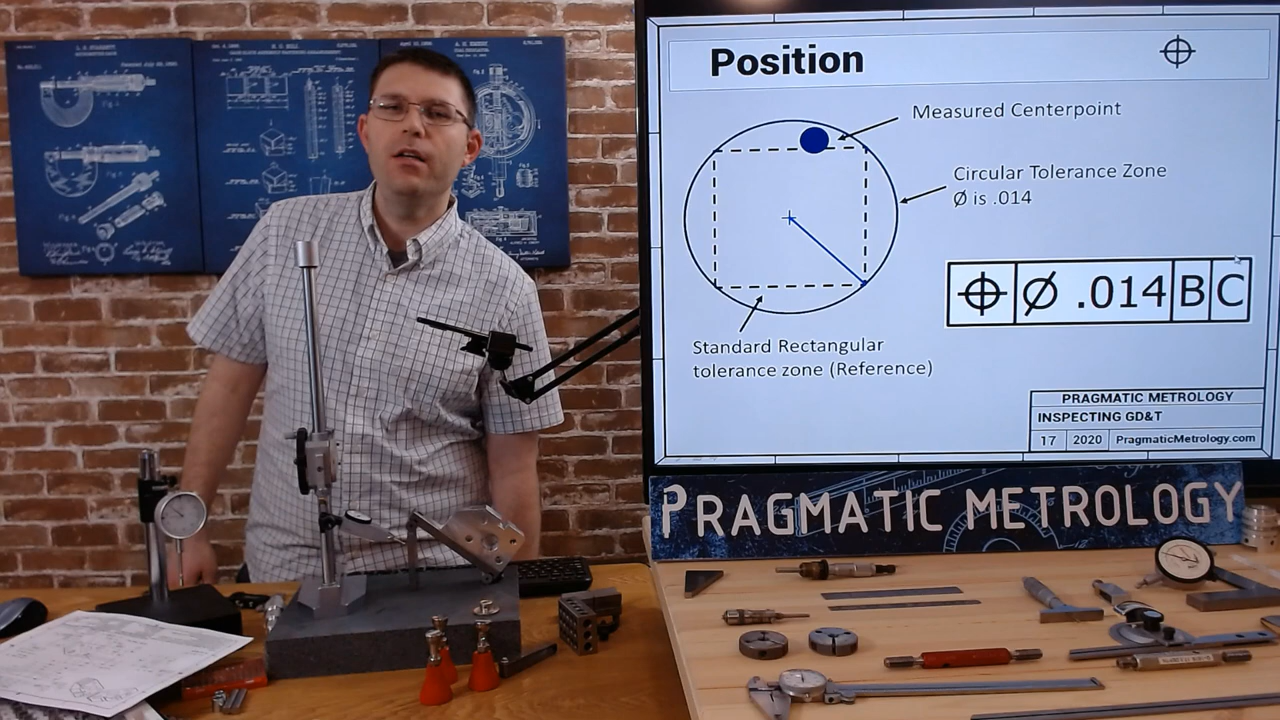 Position
Measured Centerpoint
Circular Tolerance Zone
Ø is .014
⌖ Ø .014 B C
Standard Rectangular
tolerance zone (Reference)
PRAGMATIC METROLOGY
INSPECTING GD&T
17 2020 PragmaticMetrology.com
PRAGMATIC METROLOGY